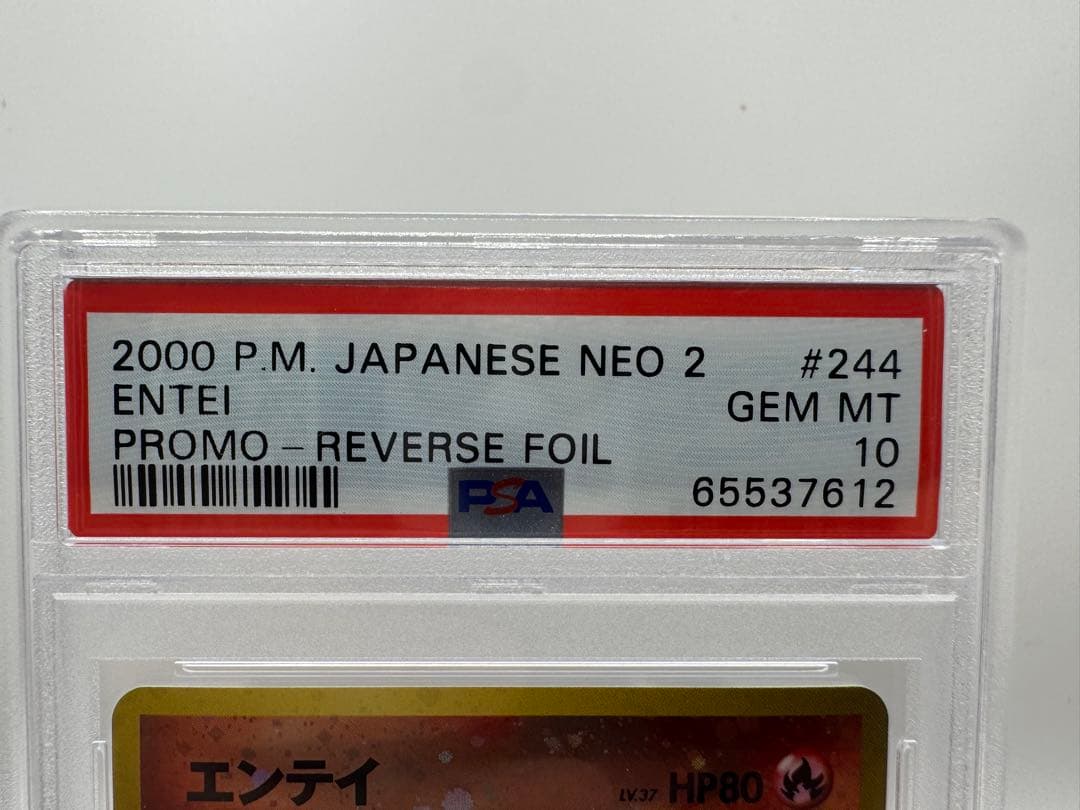 2000 P.M. JAPANESE NEO 2 #244
ENTEI GEM MT
PROMO – REVERSE FOIL 10
PSA 65537612
エンテイ LV.37 HP80